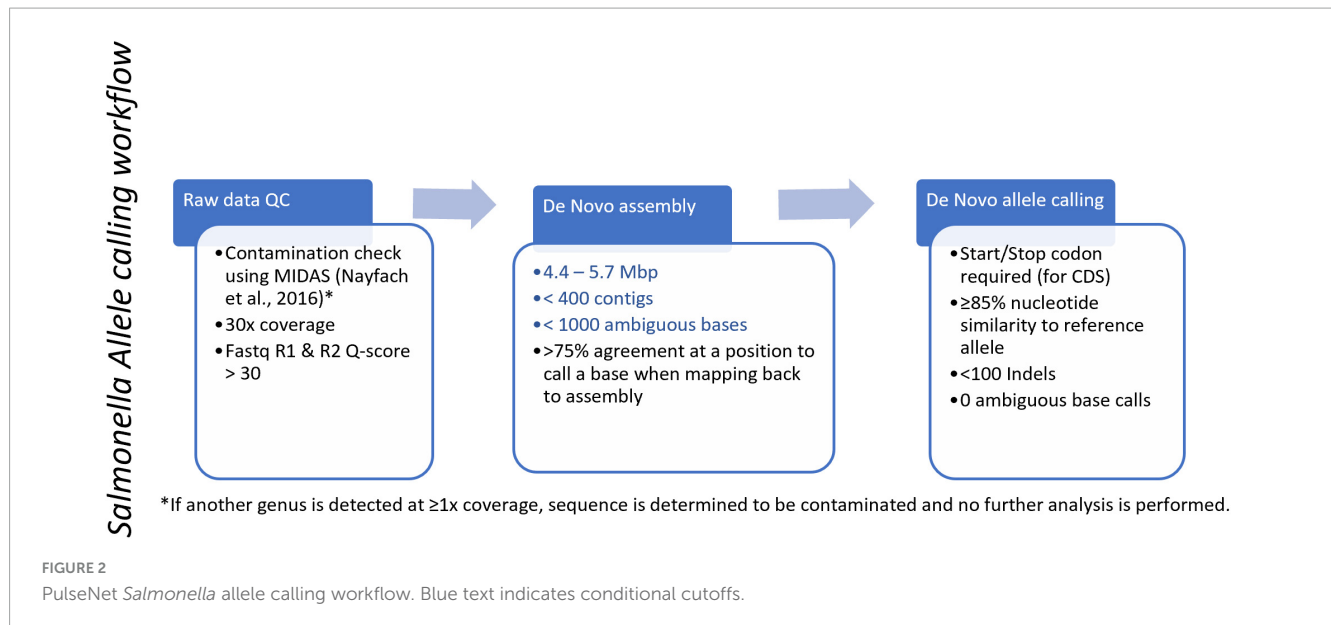 Salmonella Allele calling workflow
Raw data QC
•Contamination check
using MIDAS (Nayfach
et al., 2016)*
•30x coverage
•Fastq R1 & R2 Q-score
> 30
De Novo assembly
•4.4 – 5.7 Mbp
•< 400 contigs
•< 1000 ambiguous bases
•>75% agreement at a position to
call a base when mapping back
to assembly
De Novo allele calling
•Start/Stop codon
required (for CDS)
•≥85% nucleotide
similarity to reference
allele
•<100 Indels
•0 ambiguous base calls
*If another genus is detected at ≥1x coverage, sequence is determined to be contaminated and no further analysis is performed.
FIGURE 2
PulseNet Salmonella allele calling workflow. Blue text indicates conditional cutoffs.